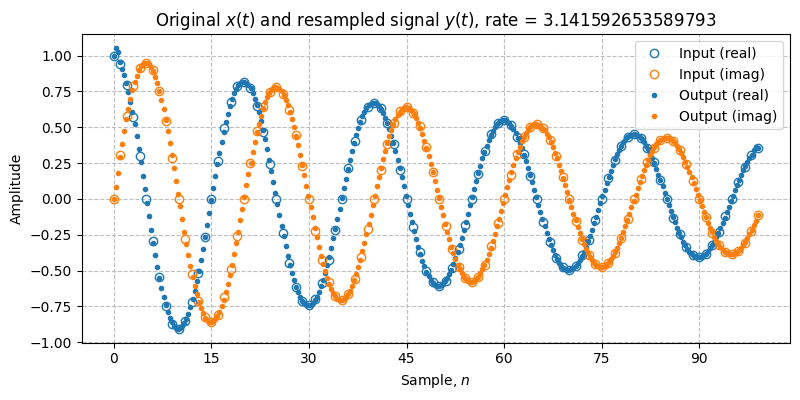 Original x(t) and resampled signal y(t), rate = 3.141592653589793
1.00
0.75
0.50
0.25
0.00
−0.25
−0.50
−0.75
−1.00
Amplitude
Input (real)
Input (imag)
Output (real)
Output (imag)
0 15 30 45 60 75 90
Sample, n